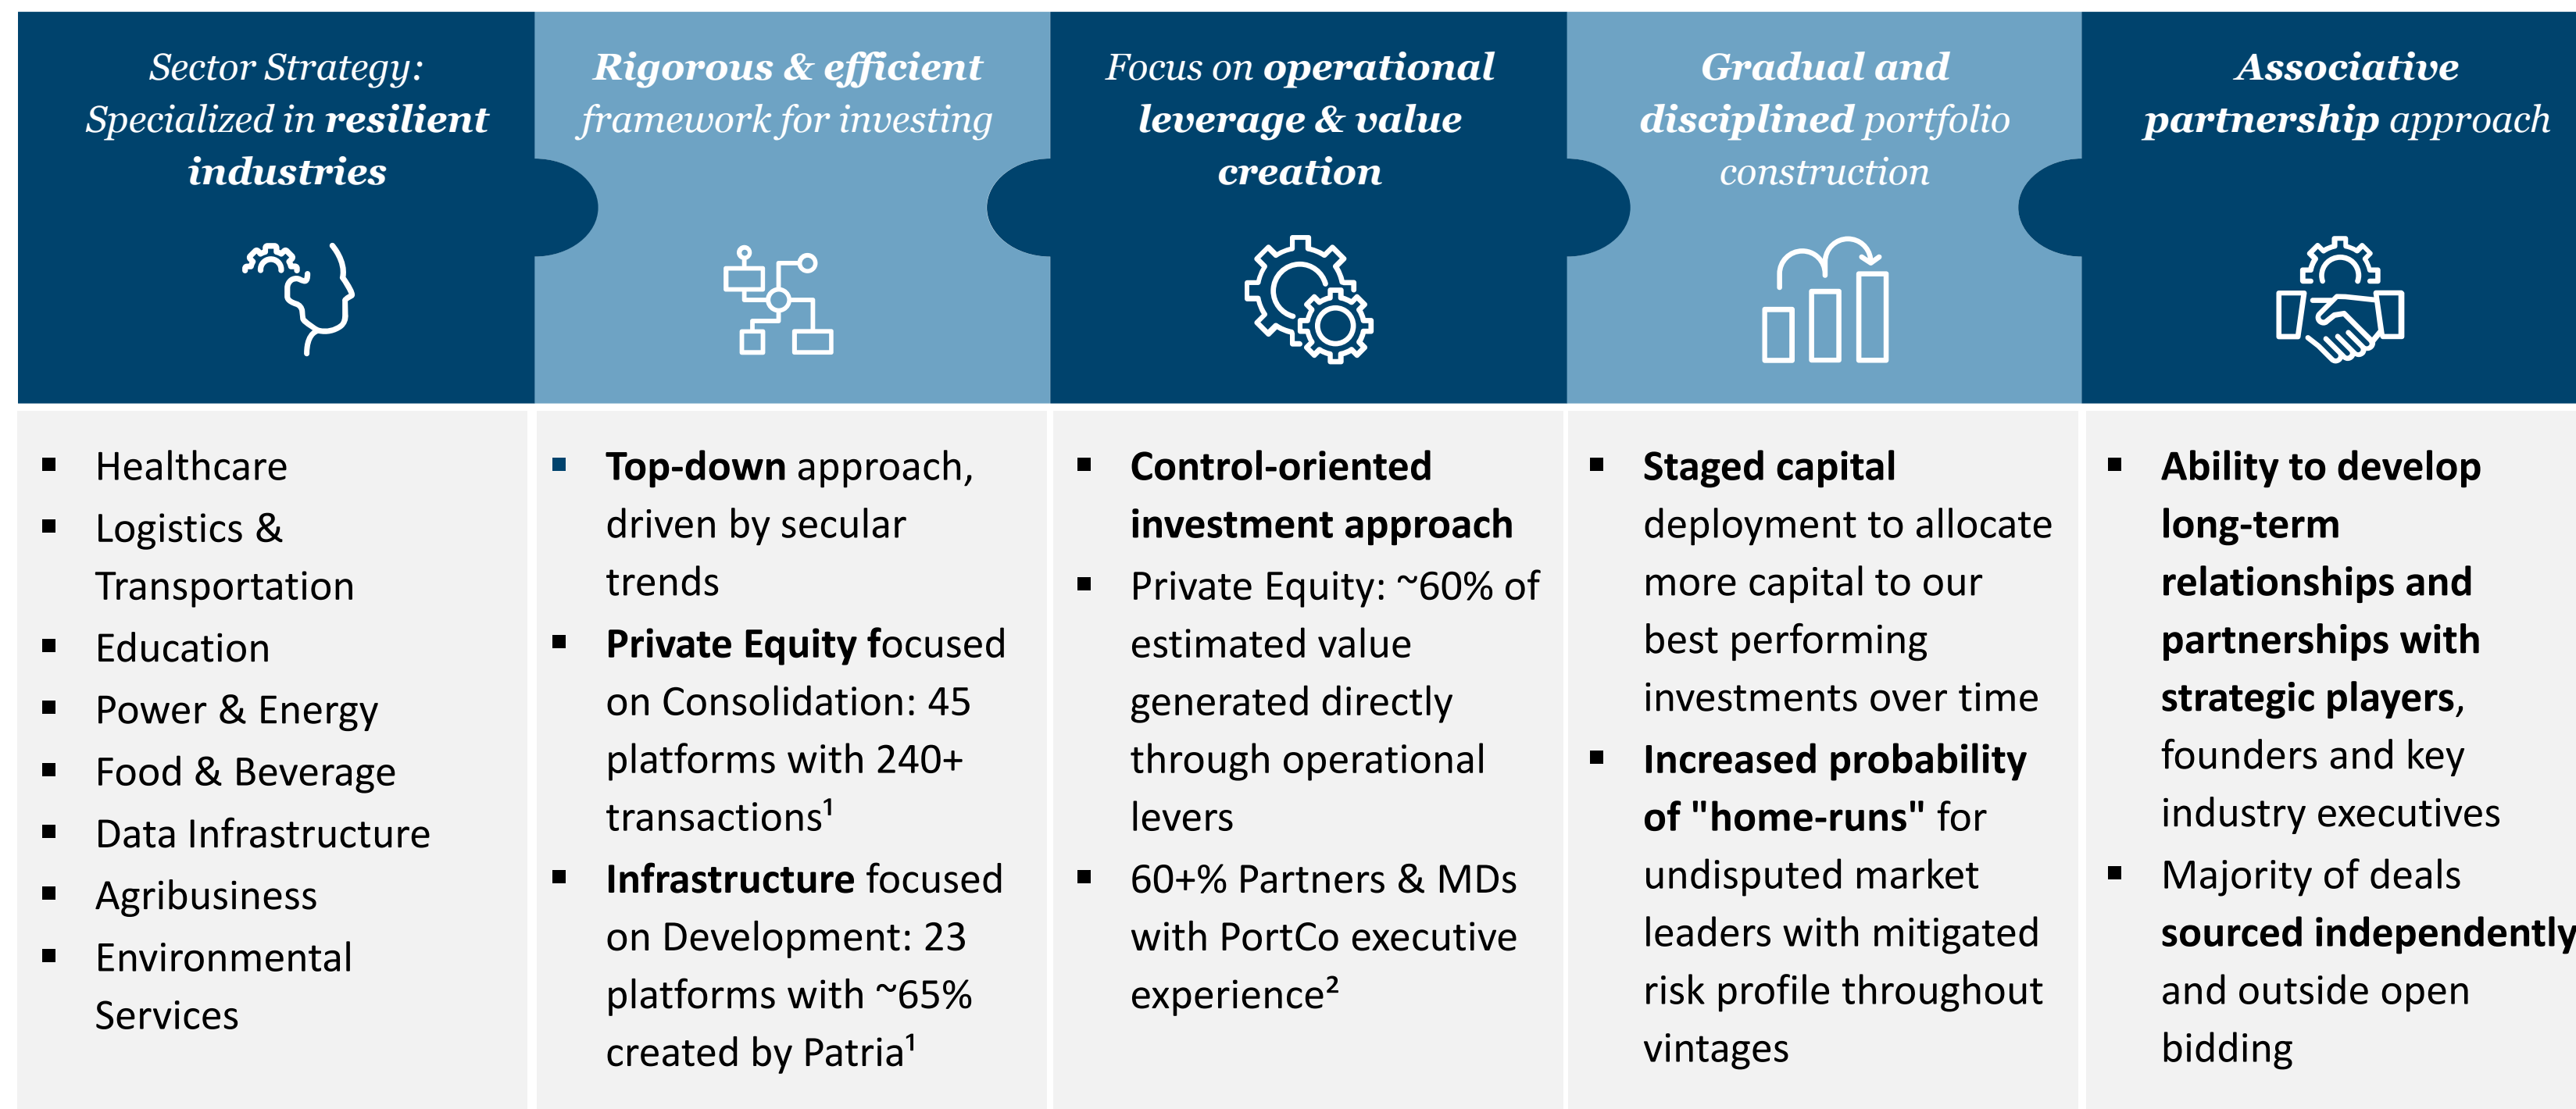 Sector Strategy:
Specialized in resilient
industries
Rigorous & efficient
framework for investing
Focus on operational
leverage & value
creation
Gradual and
disciplined portfolio
construction
Associative
partnership approach
▪ Healthcare
▪ Logistics &
Transportation
▪ Education
▪ Power & Energy
▪ Food & Beverage
▪ Data Infrastructure
▪ Agribusiness
▪ Environmental
Services
▪ Top-down approach,
driven by secular
trends
▪ Private Equity focused
on Consolidation: 45
platforms with 240+
transactions¹
▪ Infrastructure focused
on Development: 23
platforms with ~65%
created by Patria¹
▪ Control-oriented
investment approach
▪ Private Equity: ~60% of
estimated value
generated directly
through operational
levers
▪ 60+% Partners & MDs
with PortCo executive
experience²
▪ Staged capital
deployment to allocate
more capital to our
best performing
investments over time
▪ Increased probability
of "home-runs" for
undisputed market
leaders with mitigated
risk profile throughout
vintages
▪ Ability to develop
long-term
relationships and
partnerships with
strategic players,
founders and key
industry executives
▪ Majority of deals
sourced independently
and outside open
bidding